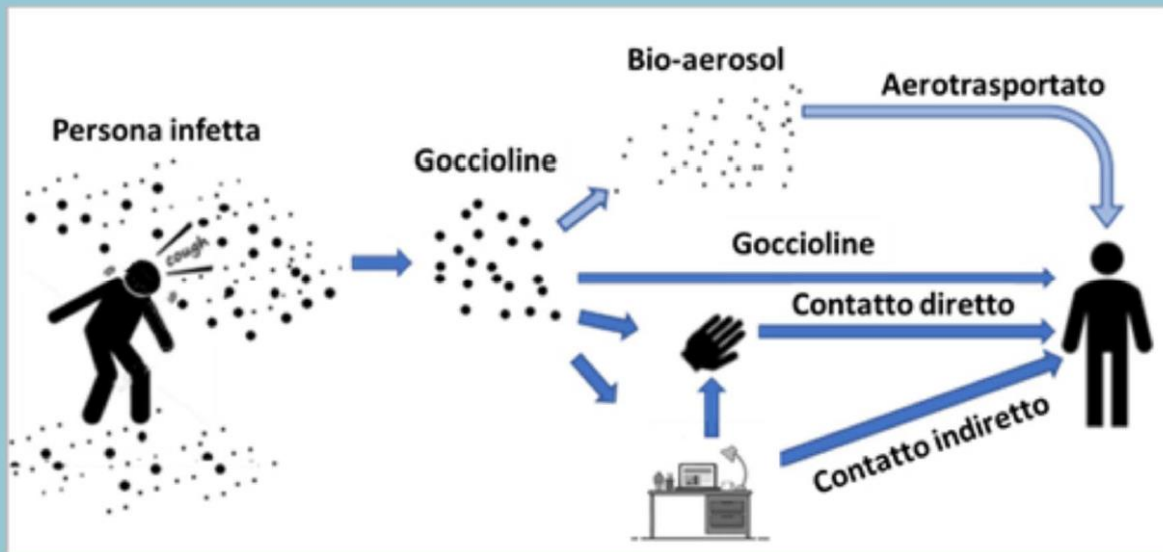 Bio-aerosol
Aerotrasportato
Persona infetta
Goccioline
cough
Goccioline
Contatto diretto
Contatto indiretto